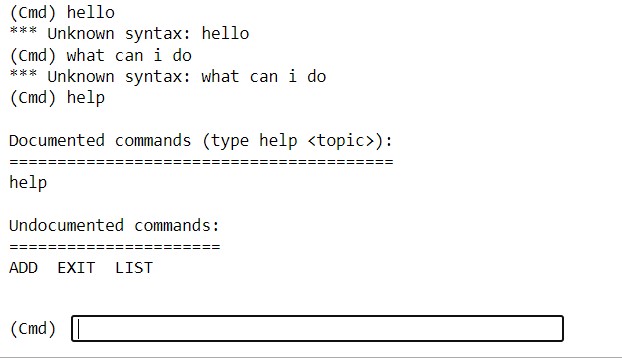 (Cmd) hello
*** Unknown syntax: hello
(Cmd) what can i do
*** Unknown syntax: what can i do
(Cmd) help
Documented commands (type help <topic>):
========================================
help
Undocumented commands:
======================
ADD  EXIT  LIST
(Cmd)